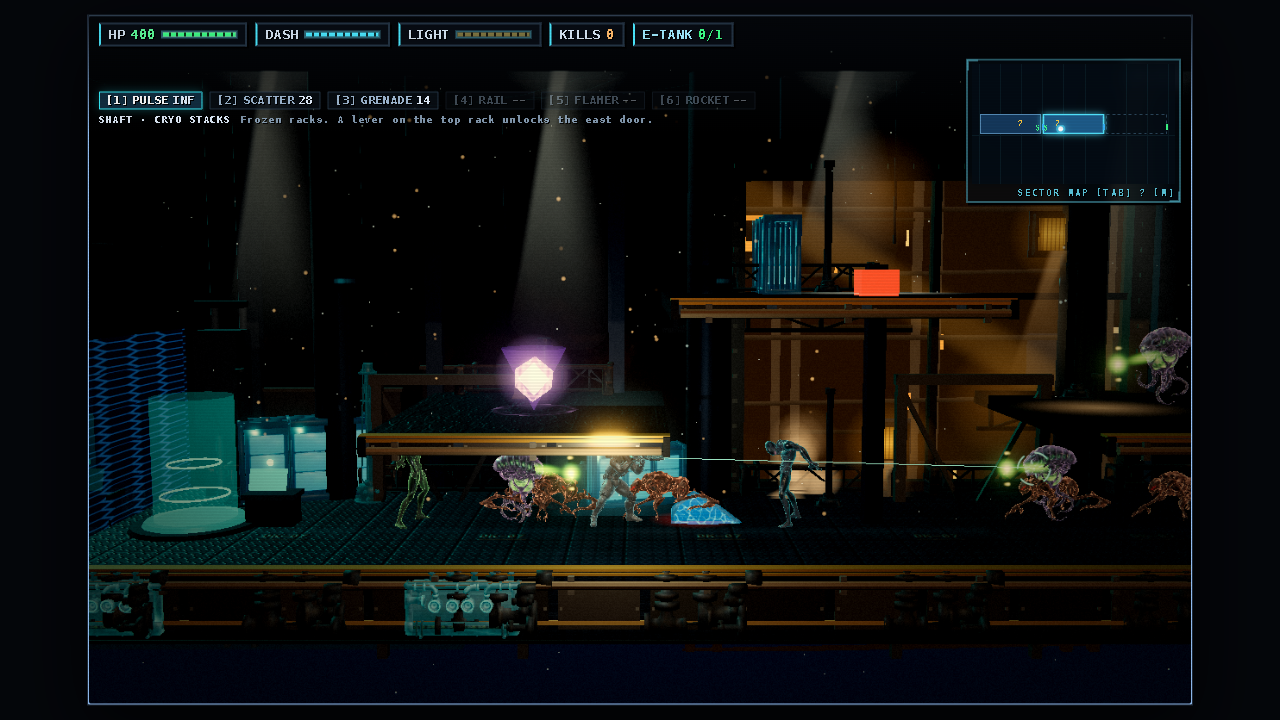 HP 400 DASH LIGHT KILLS 0 E-TANK 0/1
[1] PULSE INF [2] SCATTER 28 [3] GRENADE 14 [4] RAIL -- [5] FLAMER -- [6] ROCKET --
SHAFT · CRYO STACKS Frozen racks. A lever on the top rack unlocks the east door.
? ?
S S
SECTOR MAP [TAB] ? [M]